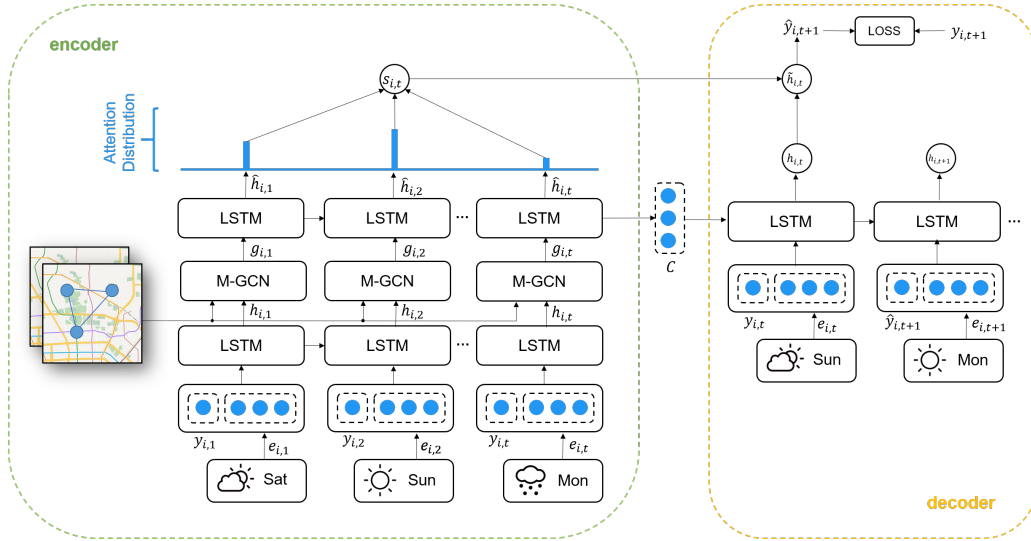 encoder
Attention
Distribution
s_{i,t}
ĥ_{i,1}
ĥ_{i,2}
ĥ_{i,t}
LSTM
LSTM
...
LSTM
g_{i,1}
g_{i,2}
g_{i,t}
M-GCN
M-GCN
M-GCN
h_{i,1}
h_{i,2}
h_{i,t}
LSTM
LSTM
...
LSTM
y_{i,1}
e_{i,1}
y_{i,2}
e_{i,2}
y_{i,t}
e_{i,t}
Sat
Sun
Mon
C
ŷ_{i,t+1}
LOSS
y_{i,t+1}
h̃_{i,t}
h_{i,t}
h_{i,t+1}
LSTM
LSTM
...
y_{i,t}
e_{i,t}
ŷ_{i,t+1}
e_{i,t+1}
Sun
Mon
decoder